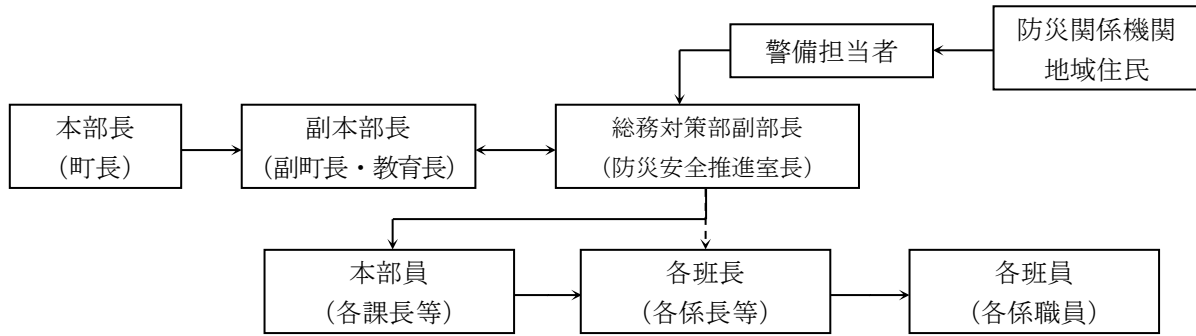 防災関係機関
地域住民
警備担当者
本部長
（町長）
副本部長
（副町長・教育長）
総務対策部副部長
（防災安全推進室長）
本部員
（各課長等）
各班長
（各係長等）
各班員
（各係職員）